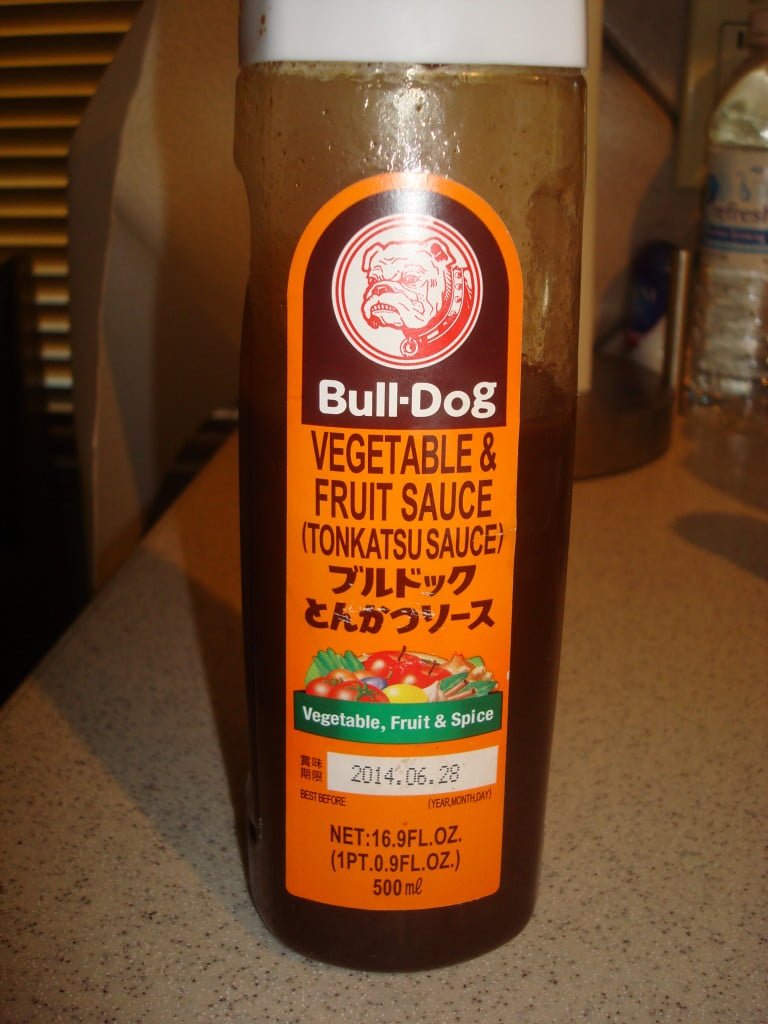 Bull-Dog
VEGETABLE &
FRUIT SAUCE
(TONKATSU SAUCE)
ブルドック
とんかつソース
Vegetable, Fruit & Spice
賞味
期限
2014.06.28
BEST BEFORE
(YEAR,MONTH,DAY)
NET:16.9FL.OZ.
(1PT.0.9FL.OZ.)
500ml
refresh